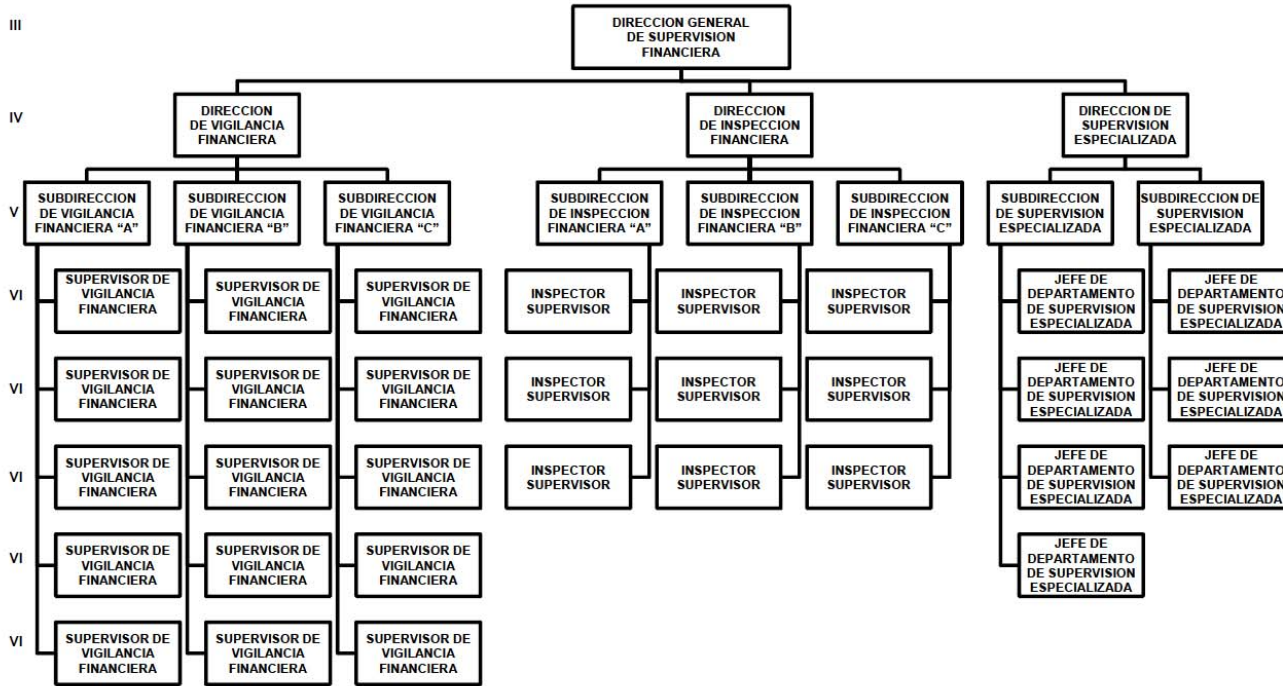 III
DIRECCION GENERAL
DE SUPERVISION
FINANCIERA
IV
DIRECCION
DE VIGILANCIA
FINANCIERA
DIRECCION
DE INSPECCION
FINANCIERA
DIRECCION DE
SUPERVISION
ESPECIALIZADA
V
SUBDIRECCION
DE VIGILANCIA
FINANCIERA “A”
SUBDIRECCION
DE VIGILANCIA
FINANCIERA “B”
SUBDIRECCION
DE VIGILANCIA
FINANCIERA “C”
SUBDIRECCION
DE INSPECCION
FINANCIERA “A”
SUBDIRECCION
DE INSPECCION
FINANCIERA “B”
SUBDIRECCION
DE INSPECCION
FINANCIERA “C”
SUBDIRECCION
DE SUPERVISION
ESPECIALIZADA
SUBDIRECCION DE
SUPERVISION
ESPECIALIZADA
VI
SUPERVISOR DE
VIGILANCIA
FINANCIERA
SUPERVISOR DE
VIGILANCIA
FINANCIERA
SUPERVISOR DE
VIGILANCIA
FINANCIERA
INSPECTOR
SUPERVISOR
INSPECTOR
SUPERVISOR
INSPECTOR
SUPERVISOR
JEFE DE
DEPARTAMENTO
DE SUPERVISION
ESPECIALIZADA
JEFE DE
DEPARTAMENTO
DE SUPERVISION
ESPECIALIZADA
VI
SUPERVISOR DE
VIGILANCIA
FINANCIERA
SUPERVISOR DE
VIGILANCIA
FINANCIERA
SUPERVISOR DE
VIGILANCIA
FINANCIERA
INSPECTOR
SUPERVISOR
INSPECTOR
SUPERVISOR
INSPECTOR
SUPERVISOR
JEFE DE
DEPARTAMENTO
DE SUPERVISION
ESPECIALIZADA
JEFE DE
DEPARTAMENTO
DE SUPERVISION
ESPECIALIZADA
VI
SUPERVISOR DE
VIGILANCIA
FINANCIERA
SUPERVISOR DE
VIGILANCIA
FINANCIERA
SUPERVISOR DE
VIGILANCIA
FINANCIERA
INSPECTOR
SUPERVISOR
INSPECTOR
SUPERVISOR
INSPECTOR
SUPERVISOR
JEFE DE
DEPARTAMENTO
DE SUPERVISION
ESPECIALIZADA
JEFE DE
DEPARTAMENTO
DE SUPERVISION
ESPECIALIZADA
VI
SUPERVISOR DE
VIGILANCIA
FINANCIERA
SUPERVISOR DE
VIGILANCIA
FINANCIERA
SUPERVISOR DE
VIGILANCIA
FINANCIERA
JEFE DE
DEPARTAMENTO
DE SUPERVISION
ESPECIALIZADA
VI
SUPERVISOR DE
VIGILANCIA
FINANCIERA
SUPERVISOR DE
VIGILANCIA
FINANCIERA
SUPERVISOR DE
VIGILANCIA
FINANCIERA